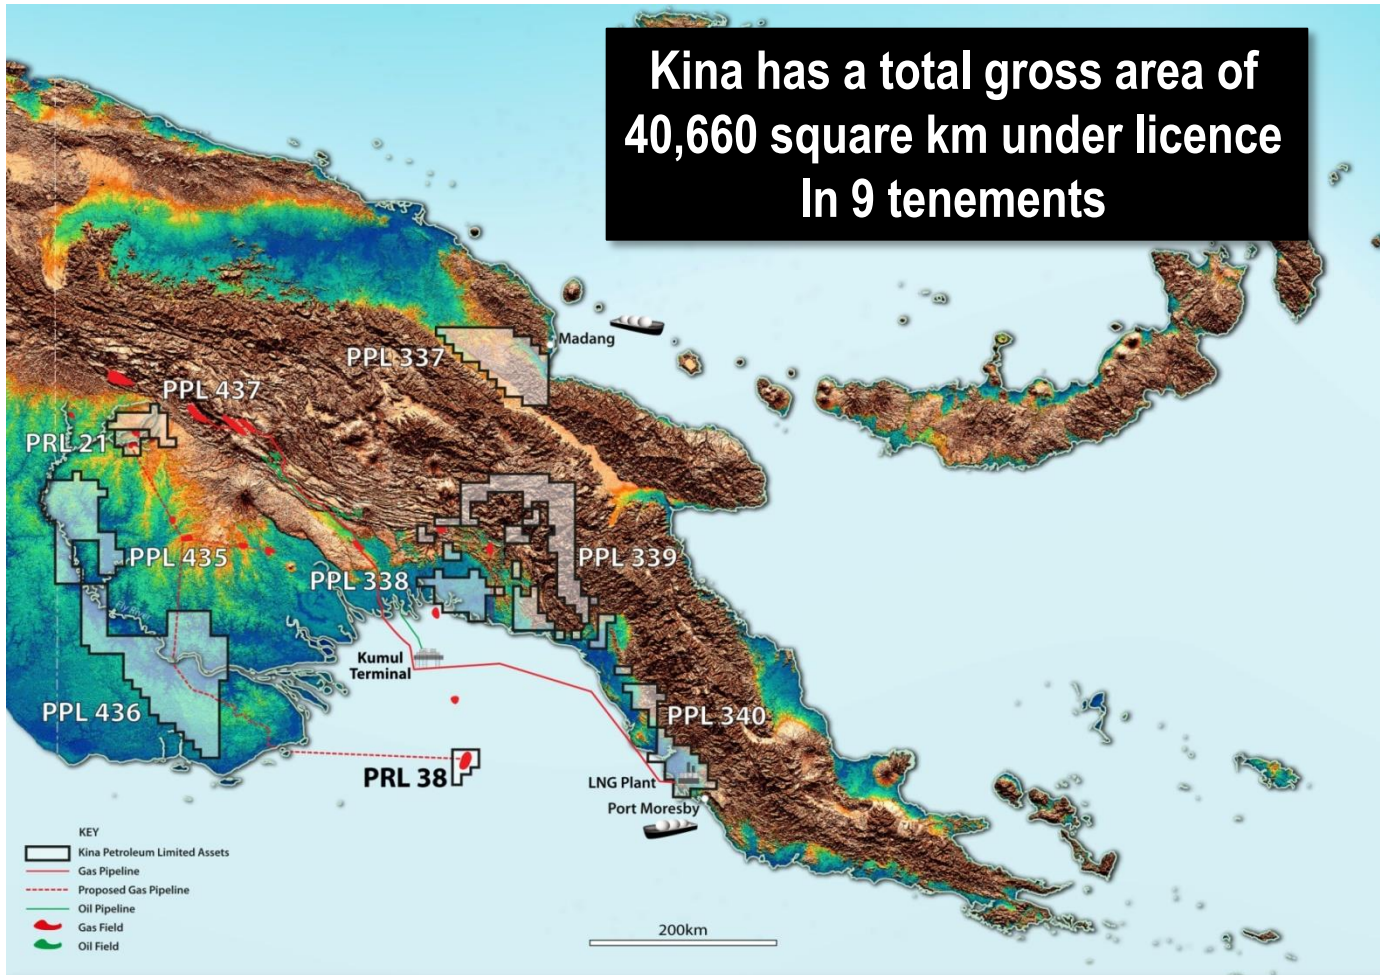 Kina has a total gross area of
40,660 square km under licence
In 9 tenements
Madang
PPL 337
PPL 437
PRL 21
PPL 435
PPL 339
PPL 338
Fly River
Kumul
Terminal
PPL 436
PPL 340
PRL 38
LNG Plant
Port Moresby
KEY
Kina Petroleum Limited Assets
Gas Pipeline
Proposed Gas Pipeline
Oil Pipeline
Gas Field
Oil Field
200km